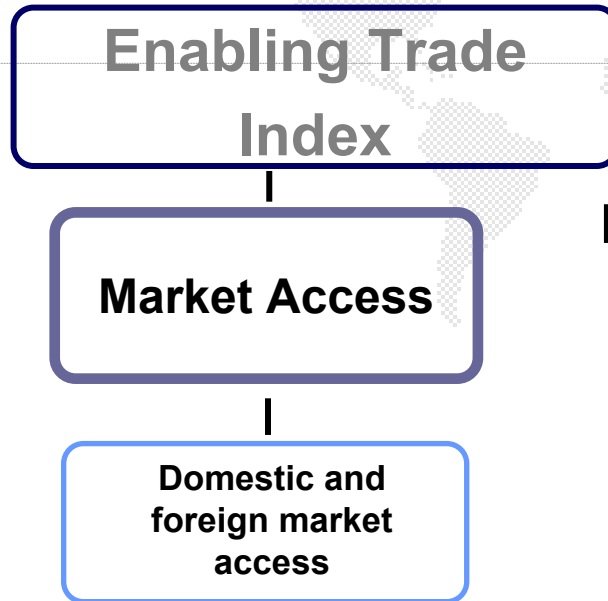 Enabling Trade
Index
Market Access
Domestic and
foreign market
access